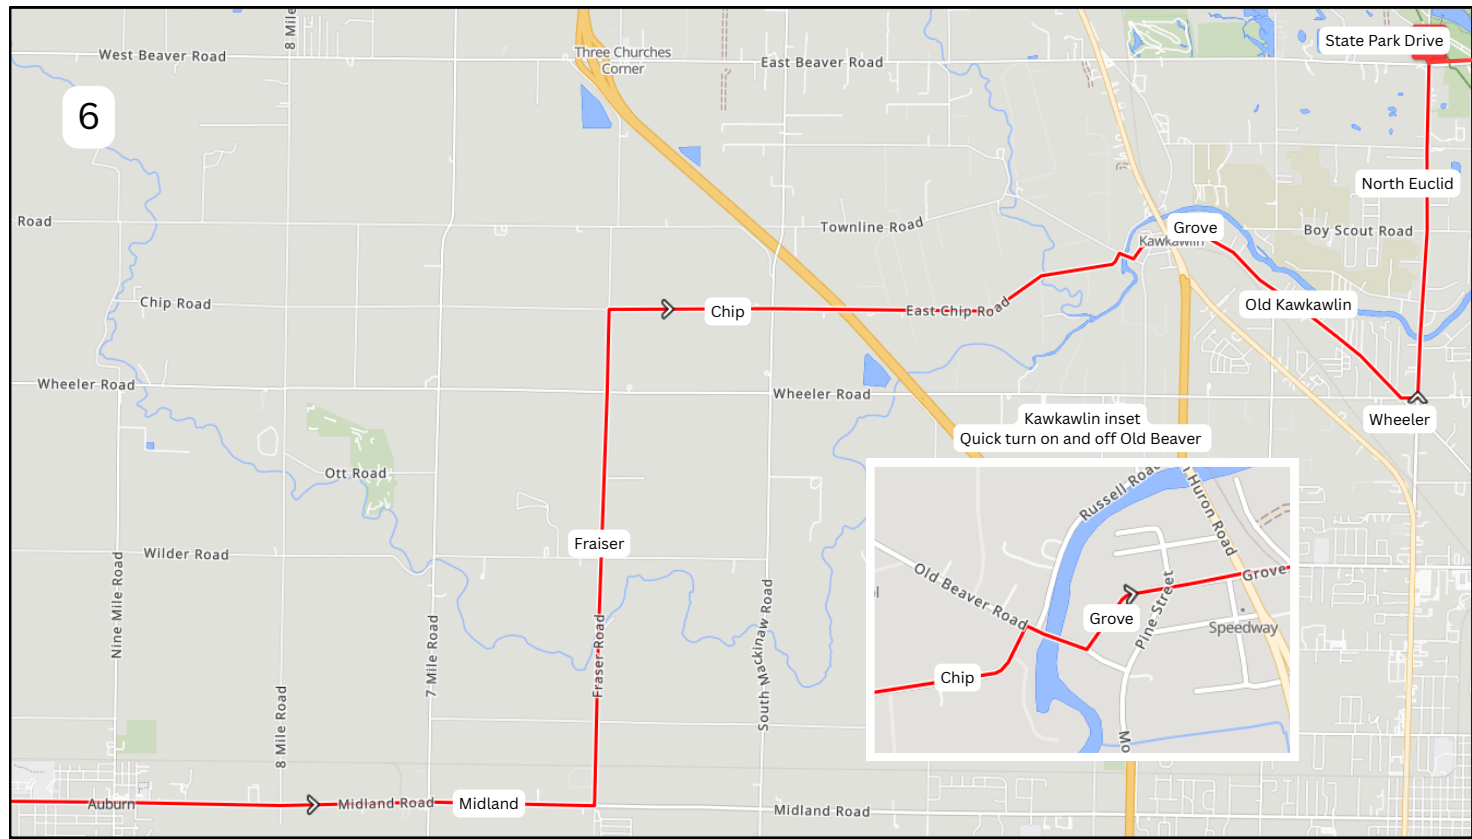 8 Mile
West Beaver Road
Three Churches
Corner
East Beaver Road
State Park Drive
6
North Euclid
Road
Townline Road
Grove
Kawkawlin
Boy Scout Road
Chip Road
Chip
East Chip Road
Old Kawkawlin
Wheeler Road
Wheeler Road
Wheeler
Kawkawlin inset
Quick turn on and off Old Beaver
Ott Road
Russell Road
Huron Road
Fraiser
Wilder Road
Old Beaver Road
Grove
Grove
Pine Street
Speedway
Chip
Mo
Nine Mile Road
8 Mile Road
7 Mile Road
Fraser Road
South Mackinaw Road
Auburn
Midland Road
Midland
Midland Road